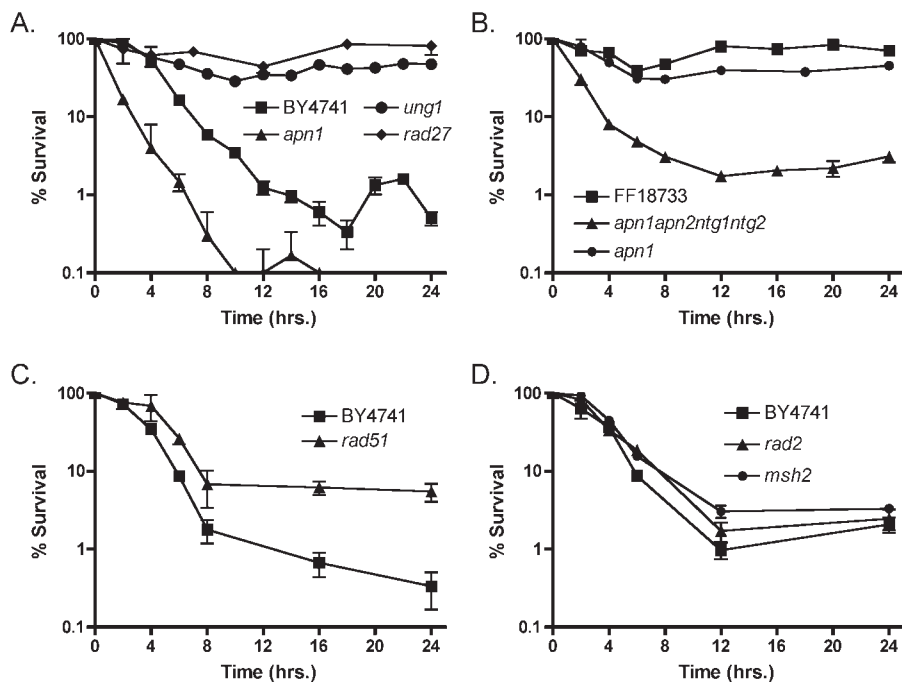 A.
% Survival
100
10
1
0.1
BY4741
apn1
ung1
rad27
0 4 8 12 16 20 24
Time (hrs.)
B.
% Survival
100
10
1
0.1
FF18733
apn1apn2ntg1ntg2
apn1
0 4 8 12 16 20 24
Time (hrs.)
C.
% Survival
100
10
1
0.1
BY4741
rad51
0 4 8 12 16 20 24
Time (hrs.)
D.
% Survival
100
10
1
0.1
BY4741
rad2
msh2
0 4 8 12 16 20 24
Time (hrs.)